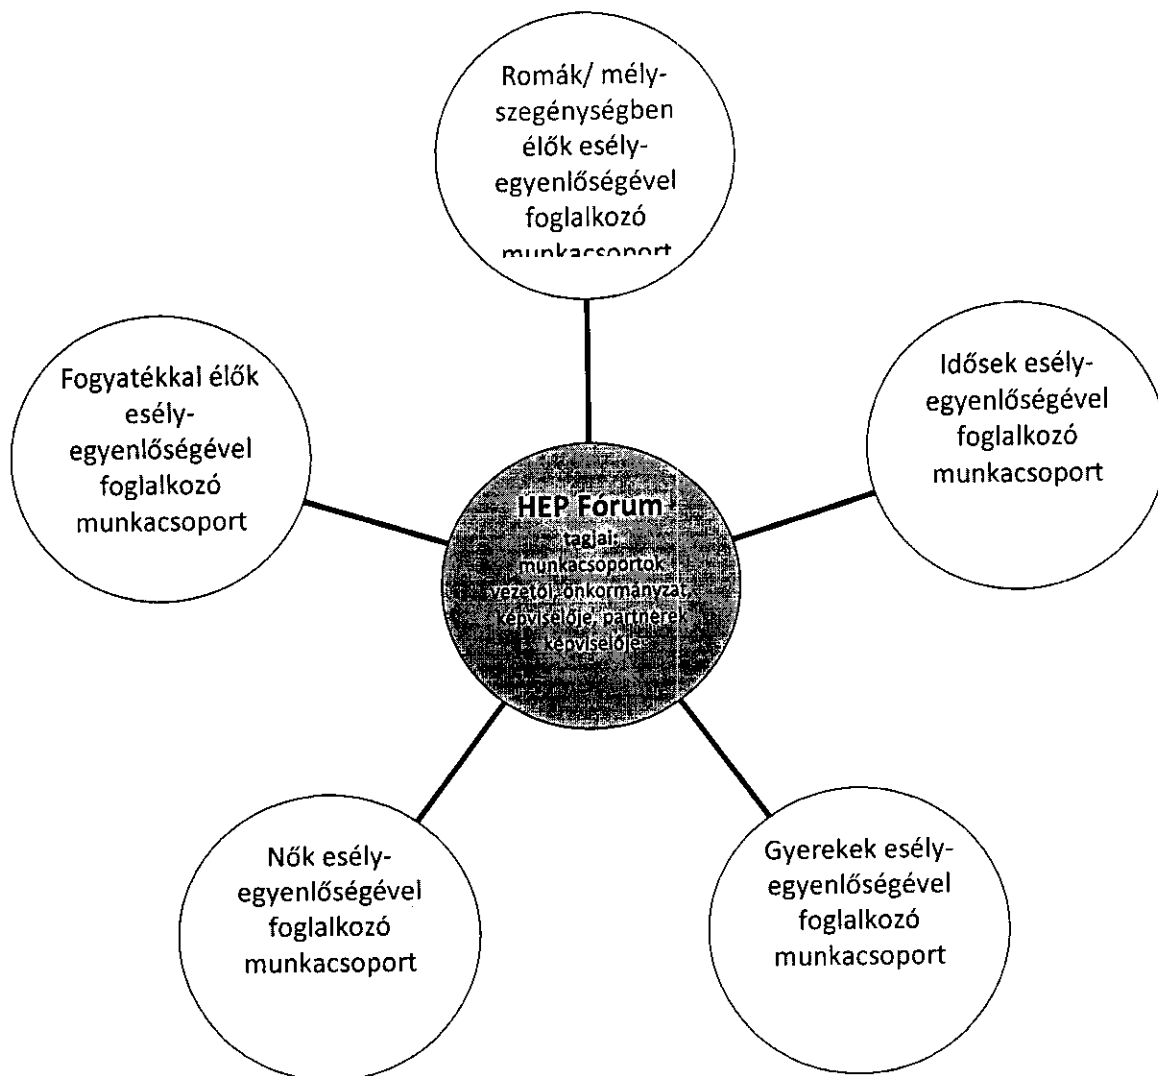 Romák/ mély-
szegénységben
élők esély-
egyenlőségével
foglalkozó
munkacsoport
Idősek esély-
egyenlőségével
foglalkozó
munkacsoport
Fogyatékkal élők
esély-
egyenlőségével
foglalkozó
munkacsoport
HEP Fórum
tagjai:
munkacsoportok
vezetői, önkormányzat
képviselője, partnerek
képviselője
Nők esély-
egyenlőségével
foglalkozó
munkacsoport
Gyerekek esély-
egyenlőségével
foglalkozó
munkacsoport